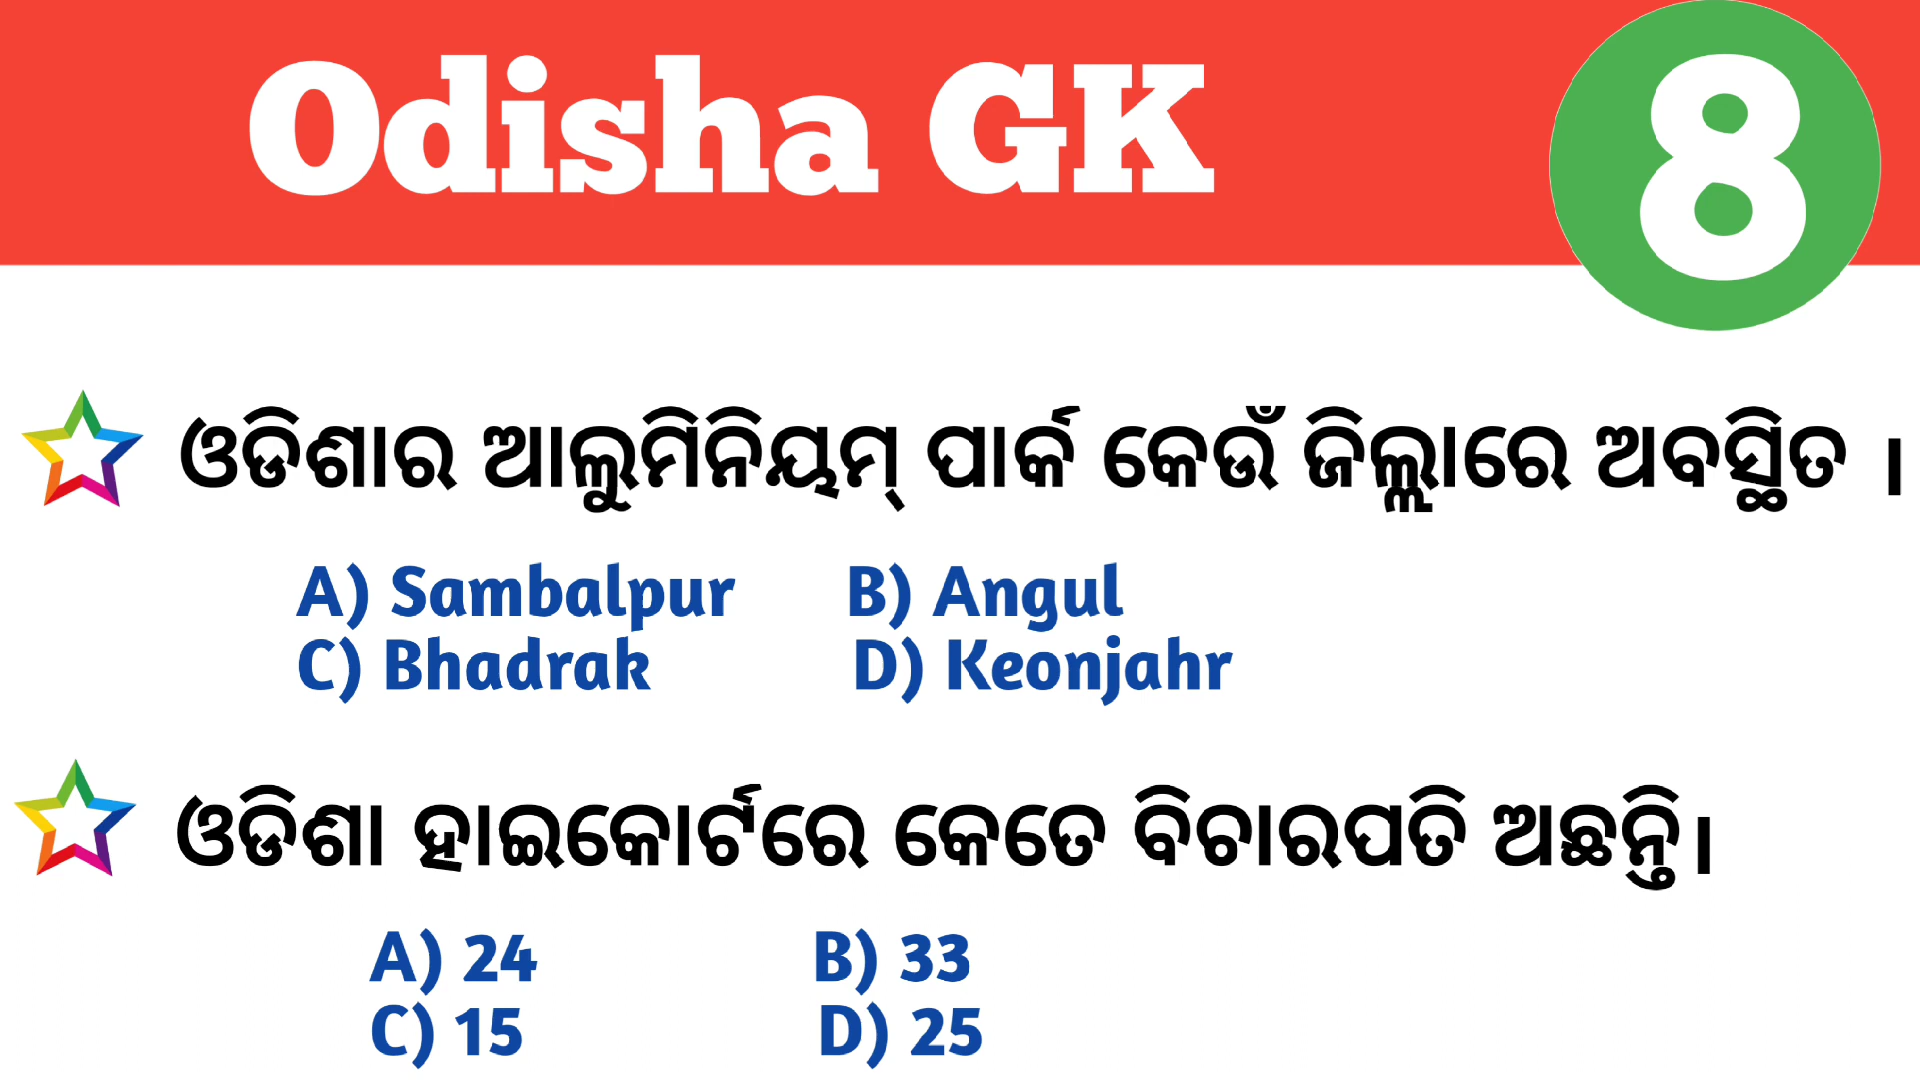 Odisha GK
8
ଓଡିଶାର ଆଲୁମିନିୟମ୍ ପାର୍କ କେଉଁ ଜିଲ୍ଲାରେ ଅବସ୍ଥିତ ।
A) Sambalpur B) Angul
C) Bhadrak D) Keonjahr
ଓଡିଶା ହାଇକୋର୍ଟରେ କେତେ ବିଚାରପତି ଅଛନ୍ତି।
A) 24 B) 33
C) 15 D) 25